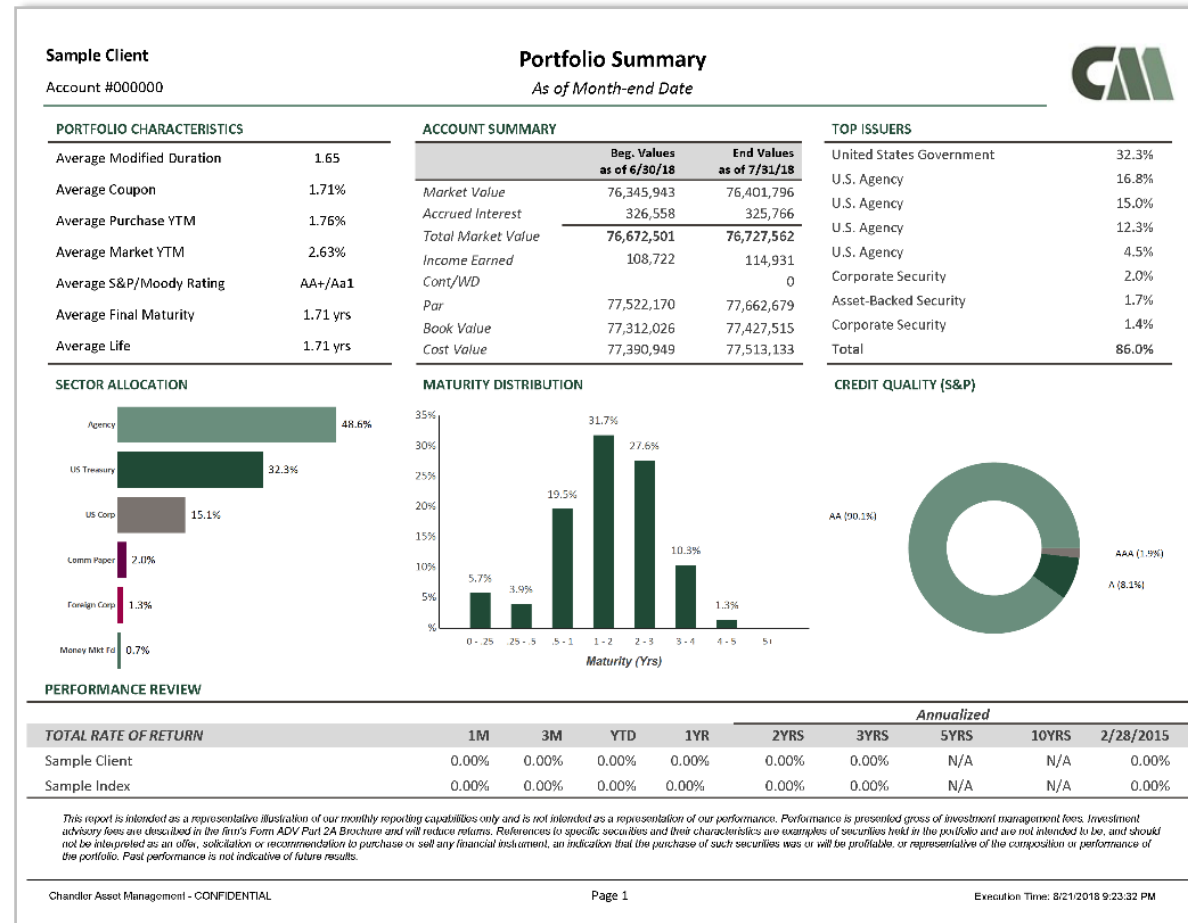 Sample Client
Portfolio Summary
CM
Account #000000
As of Month-end Date
PORTFOLIO CHARACTERISTICS
Average Modified Duration 1.65
Average Coupon 1.71%
Average Purchase YTM 1.76%
Average Market YTM 2.63%
Average S&P/Moody Rating AA+/Aa1
Average Final Maturity 1.71 yrs
Average Life 1.71 yrs
ACCOUNT SUMMARY
Beg. Values End Values
as of 6/30/18 as of 7/31/18
Market Value 76,345,943 76,401,796
Accrued Interest 326,558 325,766
Total Market Value 76,672,501 76,727,562
Income Earned 108,722 114,931
Cont/WD 0
Par 77,522,170 77,662,679
Book Value 77,312,026 77,427,515
Cost Value 77,390,949 77,513,133
TOP ISSUERS
United States Government 32.3%
U.S. Agency 16.8%
U.S. Agency 15.0%
U.S. Agency 12.3%
U.S. Agency 4.5%
Corporate Security 2.0%
Asset-Backed Security 1.7%
Corporate Security 1.4%
Total 86.0%
SECTOR ALLOCATION
Agency 48.6%
US Treasury 32.3%
US Corp 15.1%
Comm Paper 2.0%
Foreign Corp 1.3%
Money Mkt Fd 0.7%
MATURITY DISTRIBUTION
35%
30%
25%
20%
15%
10%
5%
%
5.7%
3.9%
19.5%
31.7%
27.6%
10.3%
1.3%
0 - .25 .25 - .5 .5 - 1 1 - 2 2 - 3 3 - 4 4 - 5 5+
Maturity (Yrs)
CREDIT QUALITY (S&P)
AA (90.1%)
AAA (1.9%)
A (8.1%)
PERFORMANCE REVIEW
Annualized
TOTAL RATE OF RETURN 1M 3M YTD 1YR 2YRS 3YRS 5YRS 10YRS 2/28/2015
Sample Client 0.00% 0.00% 0.00% 0.00% 0.00% 0.00% N/A N/A 0.00%
Sample Index 0.00% 0.00% 0.00% 0.00% 0.00% 0.00% N/A N/A 0.00%
This report is intended as a representative illustration of our monthly reporting capabilities only and is not intended as a representation of our performance. Performance is presented gross of investment management fees. Investment
advisory fees are described in the firm's Form ADV Part 2A Brochure and will reduce returns. References to specific securities and their characteristics are examples of securities held in the portfolio and are not intended to be, and should
not be interpreted as an offer, solicitation or recommendation to purchase or sell any financial instrument, an indication that the purchase of such securities was or will be profitable, or representative of the composition or performance of
the portfolio. Past performance is not indicative of future results.
Chandler Asset Management - CONFIDENTIAL Page 1 Execution Time: 8/21/2018 9:23:32 PM